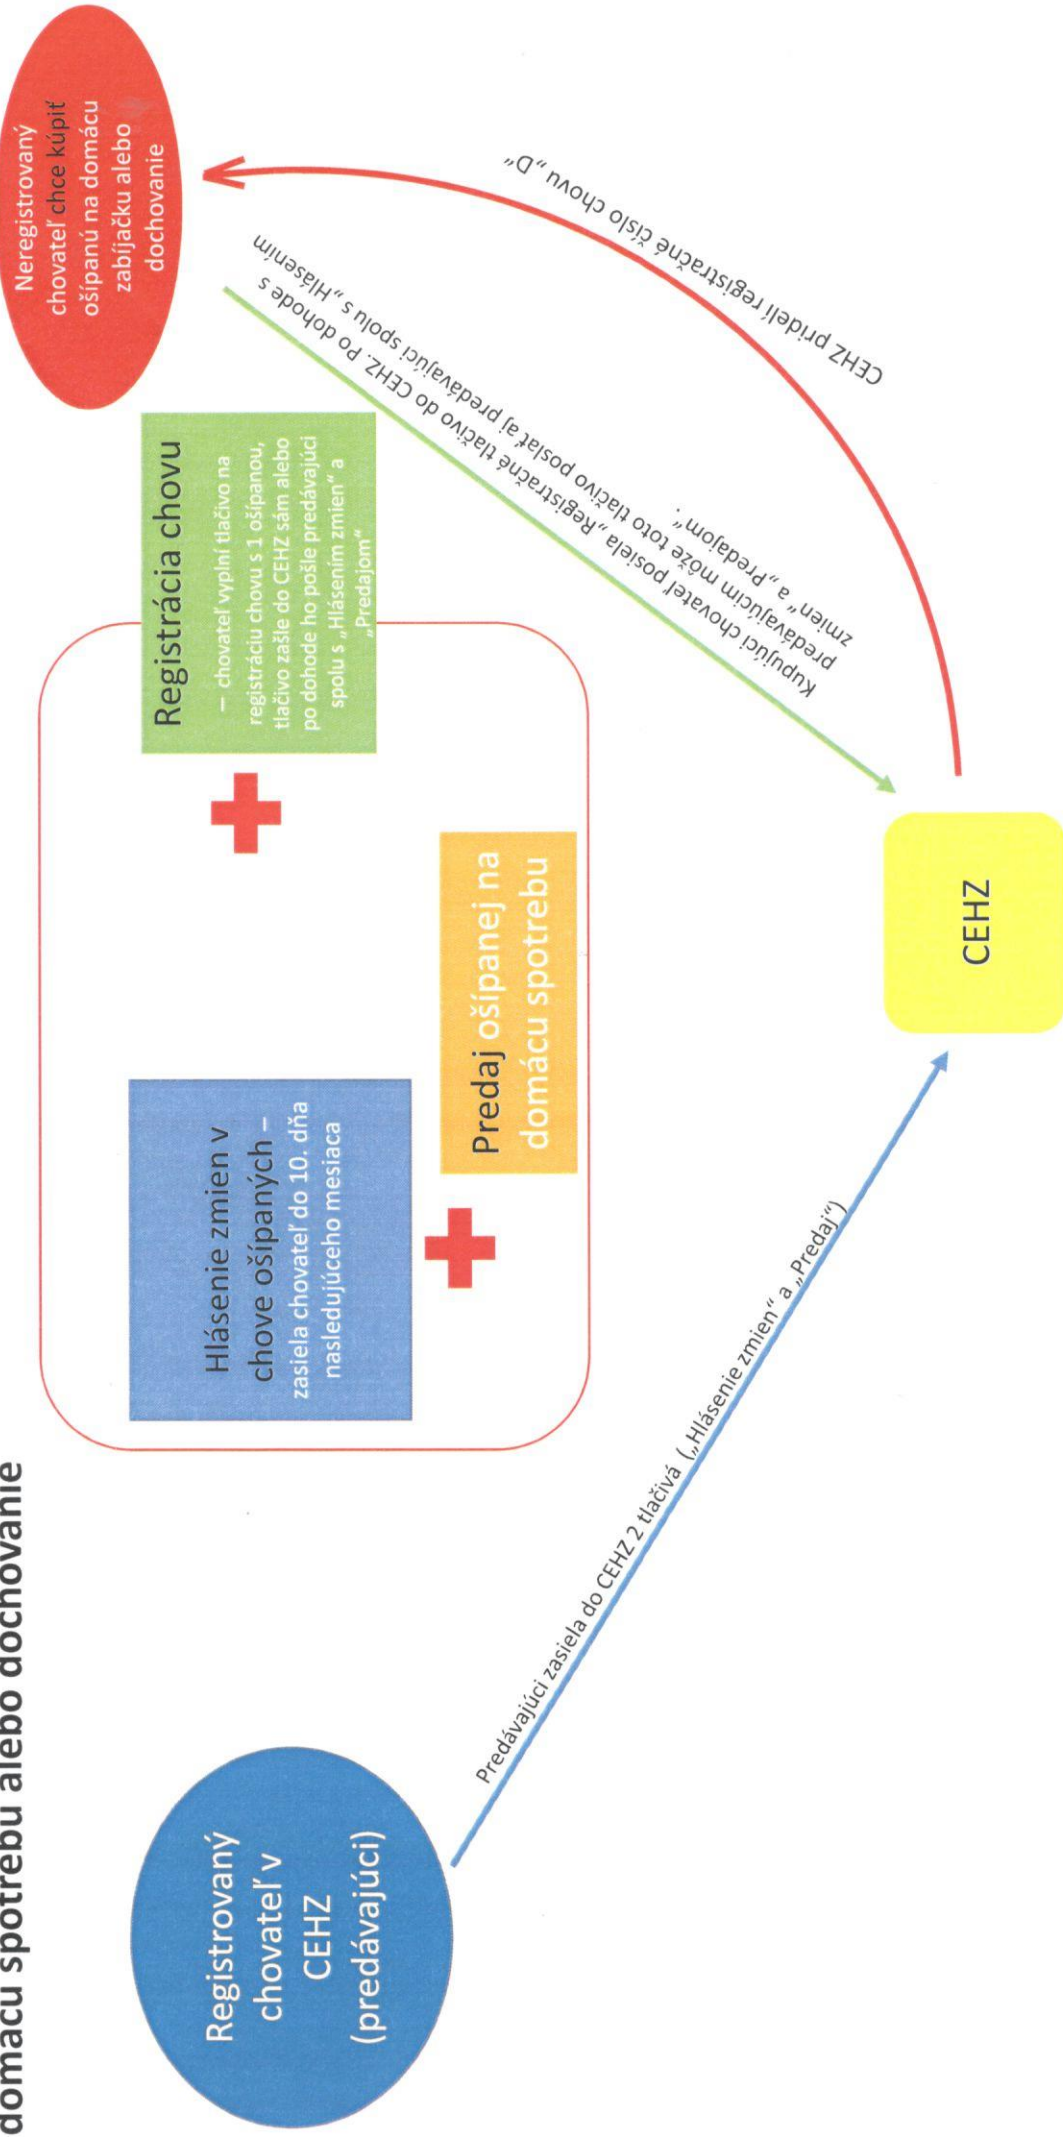 domácu spotrebu alebo dochovanie
Registrovaný
chovateľ v
CEHZ
(predávajúci)
Hlásenie zmien v
chove ošípaných –
zasiela chovateľ do 10. dňa
nasledujúceho mesiaca
Predaj ošípanej na
domácu spotrebu
Registrácia chovu
– chovateľ vyplní tlačivo na
registráciu chovu s 1 ošípanou,
tlačivo zašle do CEHZ sám alebo
po dohode ho pošle predávajúci
spolu s „Hlásením zmien“ a
„Predajom“
Neregistrovaný
chovateľ chce kúpiť
ošípanú na domácu
zabíjačku alebo
dochovanie
Predávajúci zasiela do CEHZ 2 tlačivá („Hlásenie zmien“ a „Predaj“)
Kupujúci chovateľ posiela „Registračné tlačivo do CEHZ. Po dohode s
predávajúcim môže toto tlačivo poslať aj predávajúci spolu s „Hlásením
zmien“ a „Predajom“.
CEHZ pridelí registračné číslo chovu „D“
CEHZ